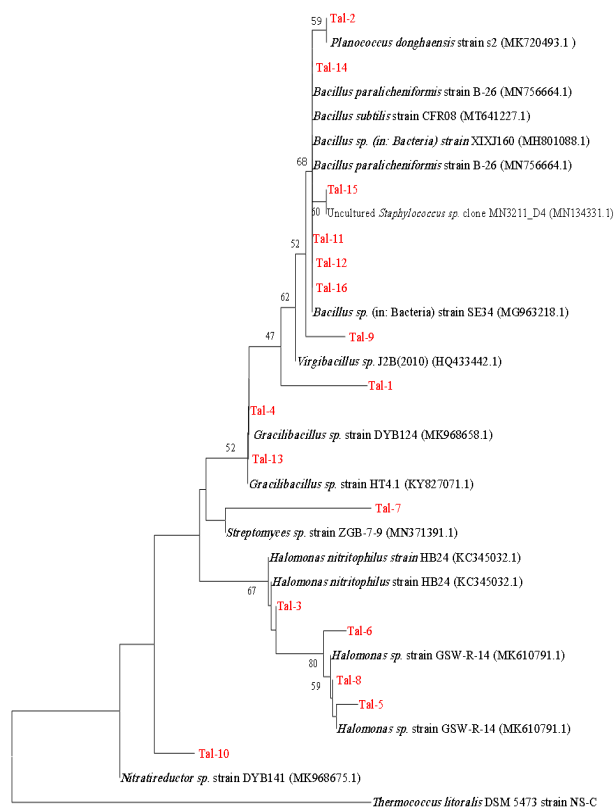 59
Tal-2
Planococcus donghaensis strain s2 (MK720493.1 )
Tal-14
Bacillus paralicheniformis strain B-26 (MN756664.1)
Bacillus subtilis strain CFR08 (MT641227.1)
Bacillus sp. (in: Bacteria) strain XIXJ160 (MH801088.1)
68
Bacillus paralicheniformis strain B-26 (MN756664.1)
Tal-15
60
Uncultured Staphylococcus sp. clone MN3211_D4 (MN134331.1)
Tal-11
52
Tal-12
Tal-16
62
Bacillus sp. (in: Bacteria) strain SE34 (MG963218.1)
47
Tal-9
Virgibacillus sp. J2B(2010) (HQ433442.1)
Tal-1
Tal-4
Gracilibacillus sp. strain DYB124 (MK968658.1)
52
Tal-13
Gracilibacillus sp. strain HT4.1 (KY827071.1)
Tal-7
Streptomyces sp. strain ZGB-7-9 (MN371391.1)
Halomonas nitritophilus strain HB24 (KC345032.1)
67
Halomonas nitritophilus strain HB24 (KC345032.1)
Tal-3
Tal-6
80
Halomonas sp. strain GSW-R-14 (MK610791.1)
59
Tal-8
Tal-5
Halomonas sp. strain GSW-R-14 (MK610791.1)
Tal-10
Nitratireductor sp. strain DYB141 (MK968675.1)
Thermococcus litoralis DSM 5473 strain NS-C